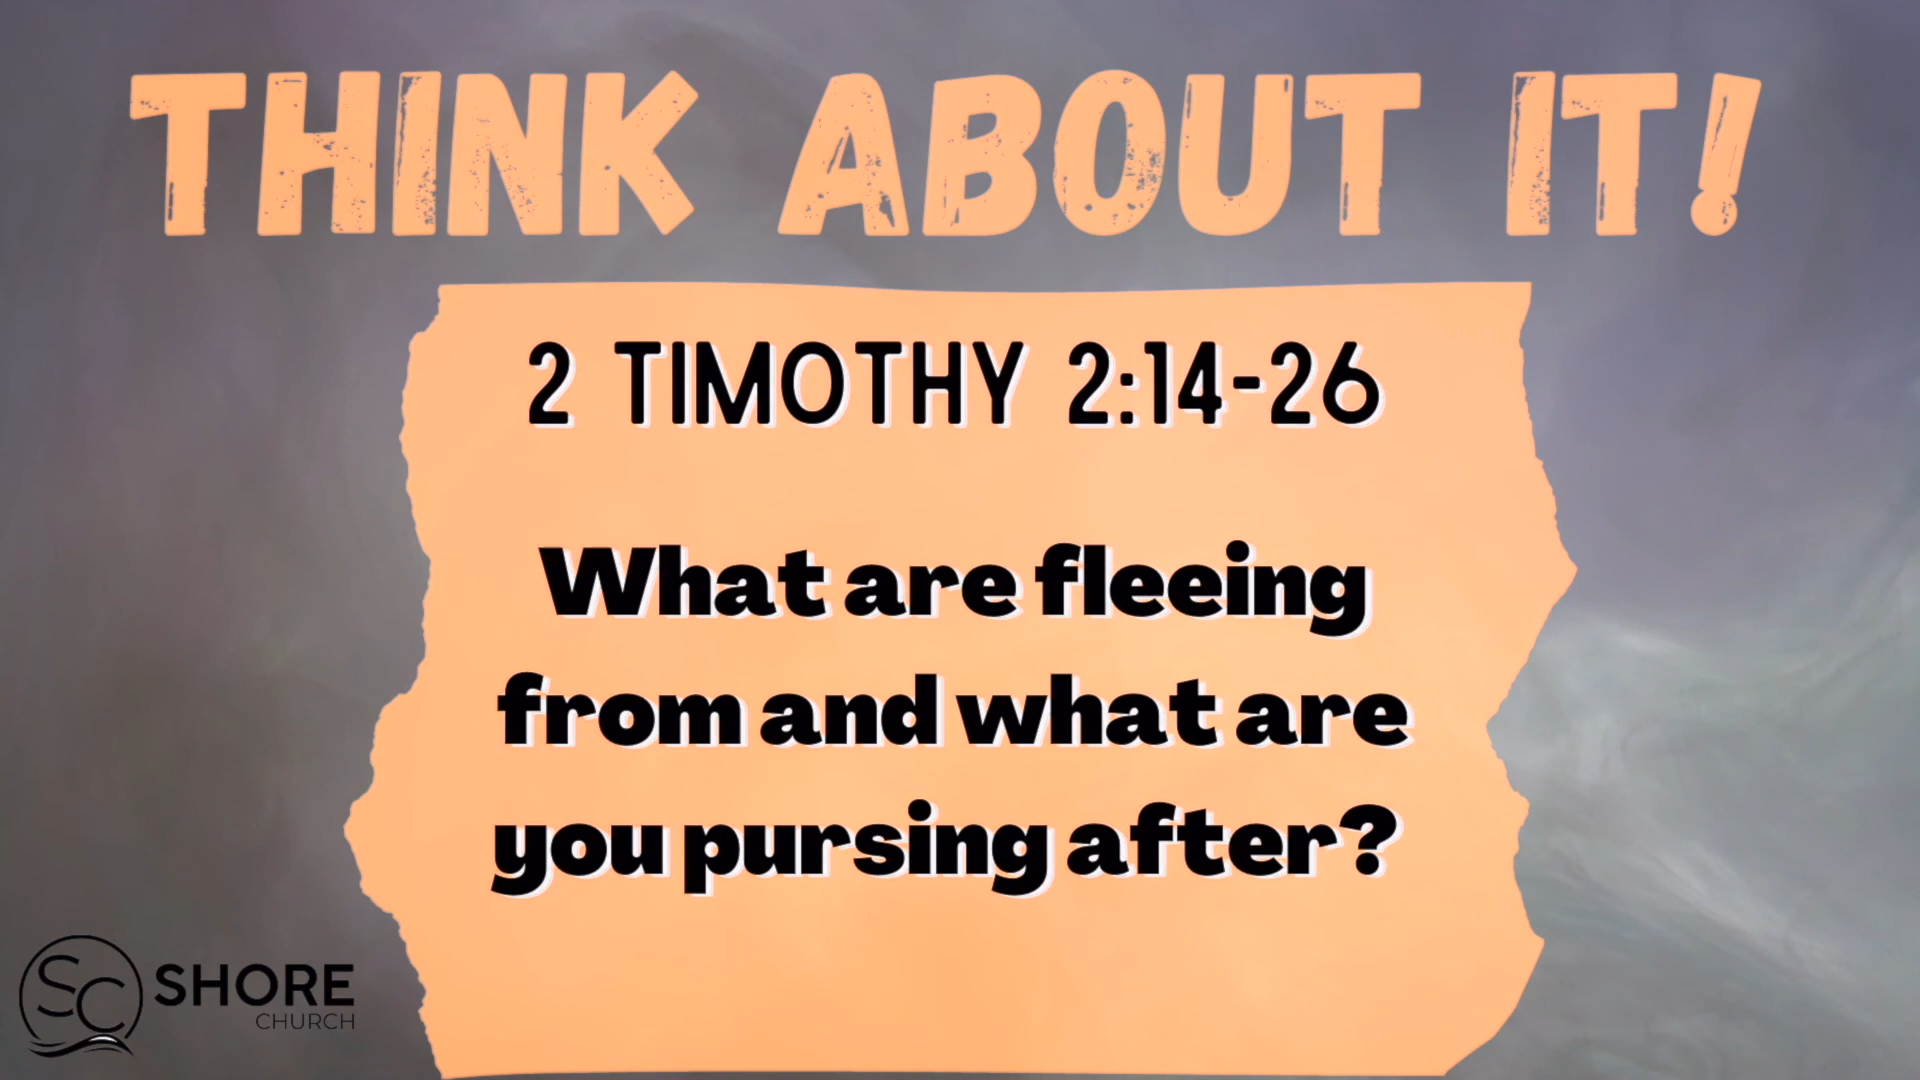 THINK ABOUT IT!
2 TIMOTHY 2:14-26
What are fleeing
from and what are
you pursing after?
SC SHORE
CHURCH